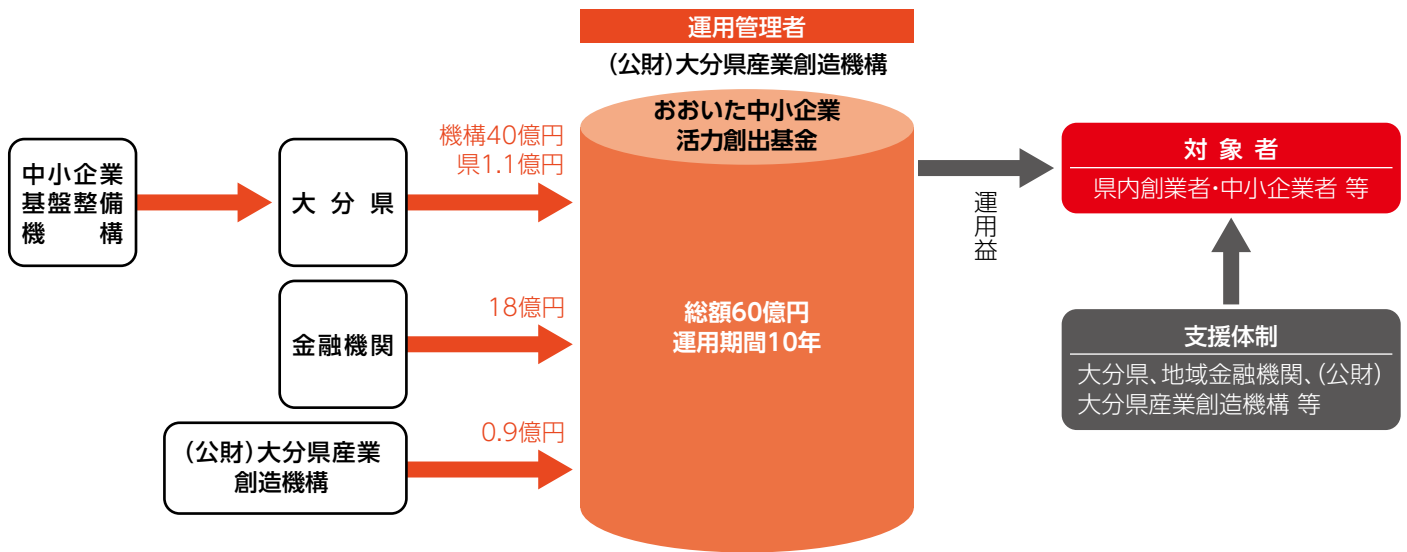 運用管理者
(公財)大分県産業創造機構
おおいた中小企業
活力創出基金
総額60億円
運用期間10年
中小企業
基盤整備
機構
大分県
機構40億円
県1.1億円
金融機関
18億円
(公財)大分県産業
創造機構
0.9億円
運用益
対象者
県内創業者・中小企業者 等
支援体制
大分県、地域金融機関、(公財)
大分県産業創造機構 等